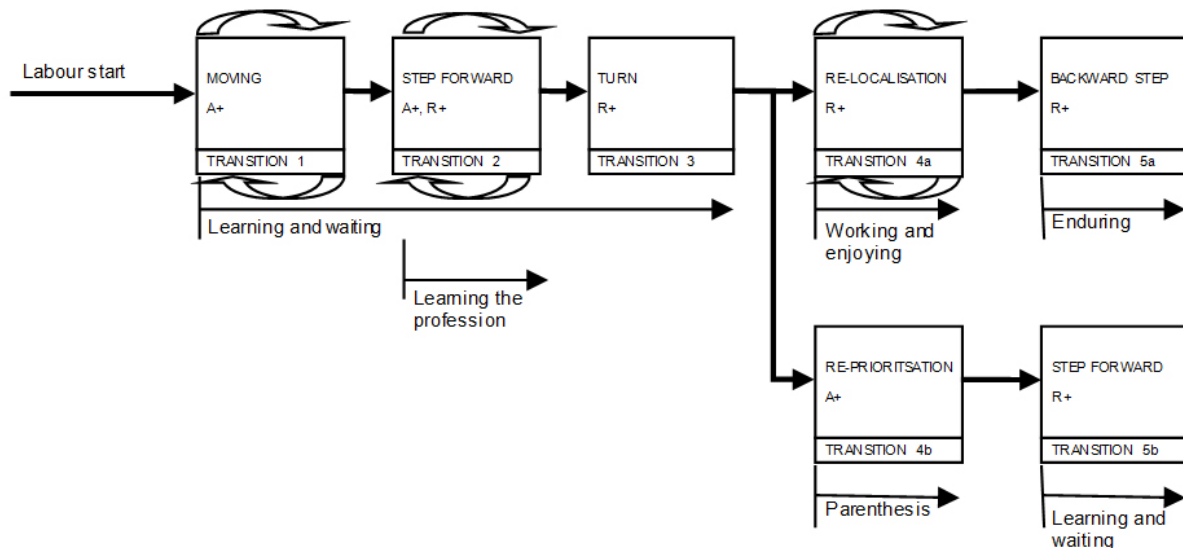 Labour start
MOVING
A+
TRANSITION 1
STEP FORWARD
A+, R+
TRANSITION 2
TURN
R+
TRANSITION 3
RE-LOCALISATION
R+
TRANSITION 4a
BACKWARD STEP
R+
TRANSITION 5a
Learning and waiting
Working and
enjoying
Enduring
Learning the
profession
RE-PRIORITSATION
A+
TRANSITION 4b
STEP FORWARD
R+
TRANSITION 5b
Parenthesis
Learning and
waiting